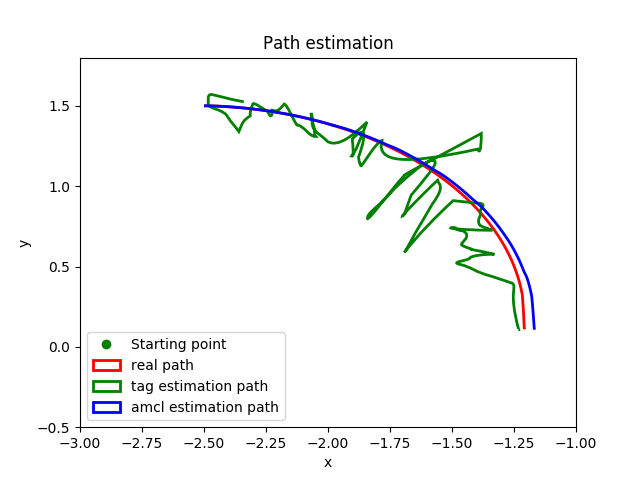 Path estimation
y
1.5
1.0
0.5
0.0
−0.5
Starting point
real path
tag estimation path
amcl estimation path
−3.00 −2.75 −2.50 −2.25 −2.00 −1.75 −1.50 −1.25 −1.00
x